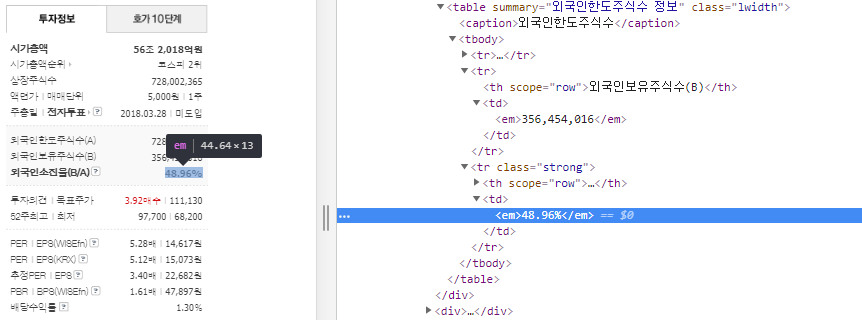 투자정보 호가 10단계
시가총액 56조 2,018억원
시가총액순위 코스피 2위
상장주식수 728,002,365
액면가 | 매매단위 5,000원 | 1주
주총일 | 전자투표 ? 2018.03.28 | 미도입
외국인한도주식수(A) 728
외국인보유주식수(B) 356,
외국인소진율(B/A) ? 48.96%
em | 44.64 × 13
투자의견 | 목표주가 3.92매수 | 111,130
52주최고 | 최저 97,700 | 68,200
PER | EPS(WISEfn) ? 5.28배 | 14,617원
PER | EPS(KRX) ? 5.12배 | 15,073원
추정PER | EPS ? 3.40배 | 22,682원
PBR | BPS(WISEfn) ? 1.61배 | 47,897원
배당수익률 ? 1.30%
▼<table summary="외국인한도주식수 정보" class="lwidth">
<caption>외국인한도주식수</caption>
▼<tbody>
▶<tr>…</tr>
▼<tr>
<th scope="row">외국인보유주식수(B)</th>
▼<td>
<em>356,454,016</em>
</td>
</tr>
▼<tr class="strong">
▶<th scope="row">…</th>
▼<td>
… <em>48.96%</em> == $0
</td>
</tr>
</tbody>
</table>
</div>
▶<div>…</div>